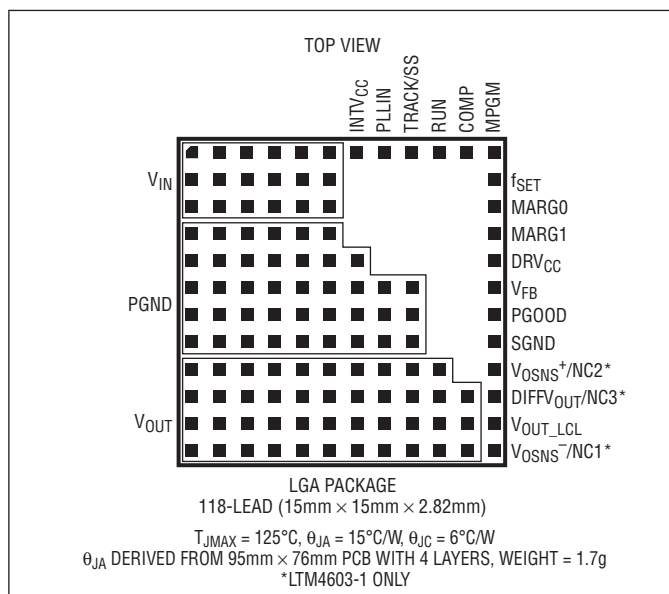 TOP VIEW
INTVCC
PLLIN
TRACK/SS
RUN
COMP
MPGM
VIN
fSET
MARG0
MARG1
DRVCC
PGND
VFB
PGOOD
SGND
VOSNS+/NC2*
DIFFVOUT/NC3*
VOUT
VOUT_LCL
VOSNS–/NC1*
LGA PACKAGE
118-LEAD (15mm × 15mm × 2.82mm)
TJMAX = 125°C, θJA = 15°C/W, θJC = 6°C/W
θJA DERIVED FROM 95mm × 76mm PCB WITH 4 LAYERS, WEIGHT = 1.7g
*LTM4603-1 ONLY